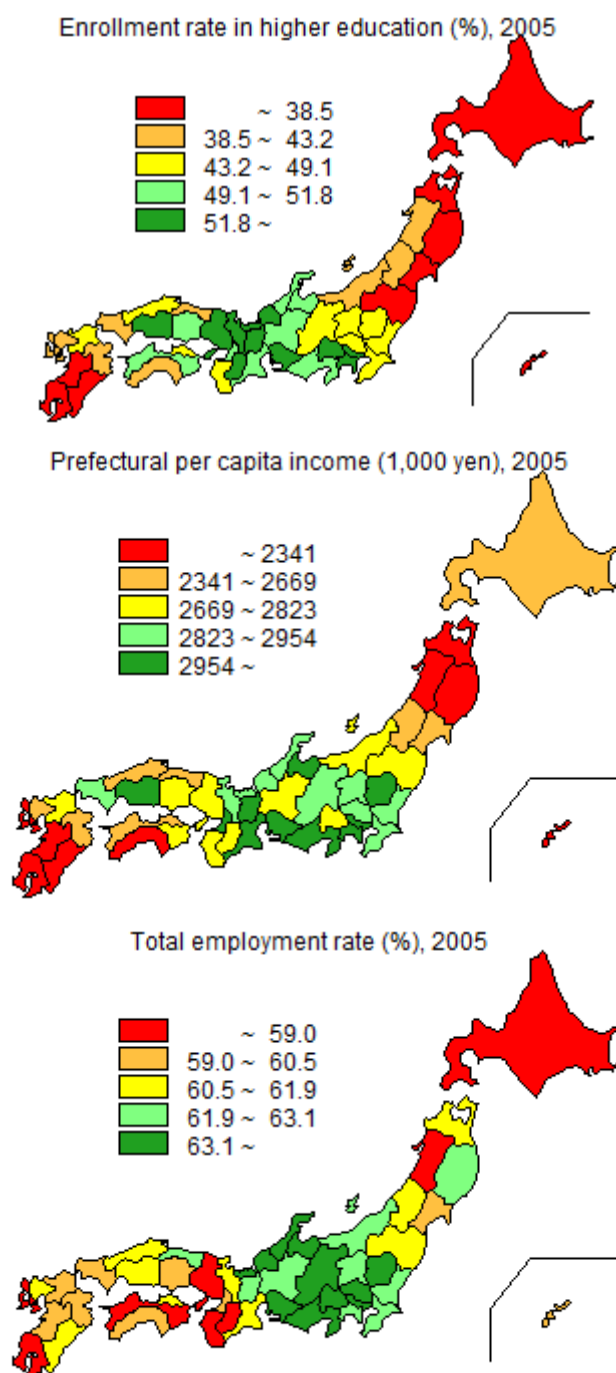 Enrollment rate in higher education (%), 2005
~ 38.5
38.5 ~ 43.2
43.2 ~ 49.1
49.1 ~ 51.8
51.8 ~
Prefectural per capita income (1,000 yen), 2005
~ 2341
2341 ~ 2669
2669 ~ 2823
2823 ~ 2954
2954 ~
Total employment rate (%), 2005
~ 59.0
59.0 ~ 60.5
60.5 ~ 61.9
61.9 ~ 63.1
63.1 ~